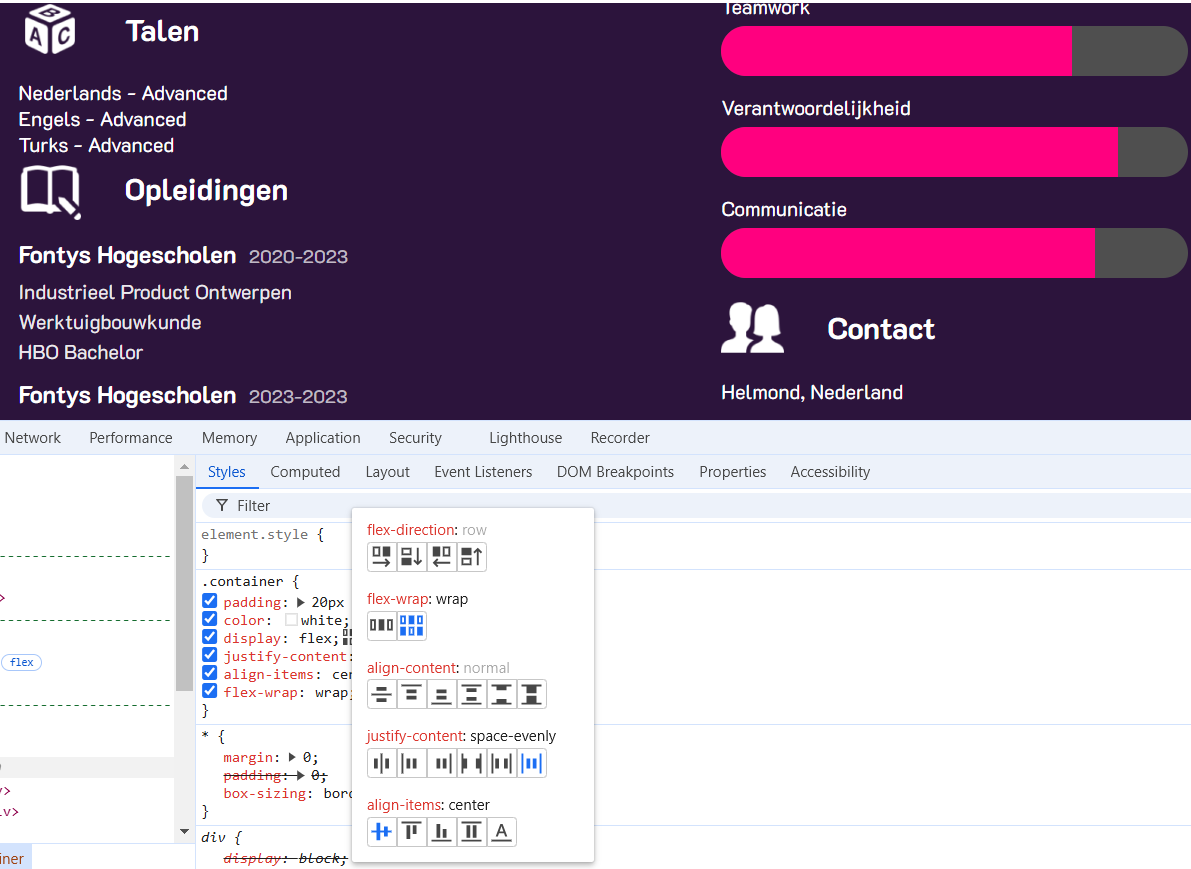 Talen
Nederlands - Advanced
Engels - Advanced
Turks - Advanced
Opleidingen
Fontys Hogescholen 2020-2023
Industrieel Product Ontwerpen
Werktuigbouwkunde
HBO Bachelor
Fontys Hogescholen 2023-2023
Teamwork
Verantwoordelijkheid
Communicatie
Contact
Helmond, Nederland
Network Performance Memory Application Security Lighthouse Recorder
Styles Computed Layout Event Listeners DOM Breakpoints Properties Accessibility
Filter
flex
element.style {
}
.container {
padding: 20px
color: white;
display: flex;
justify-content:
align-items: cen
flex-wrap: wrap;
}
* {
margin: 0;
padding: 0;
box-sizing: bord
}
div {
display: block;
flex-direction: row
flex-wrap: wrap
align-content: normal
justify-content: space-evenly
align-items: center
iner